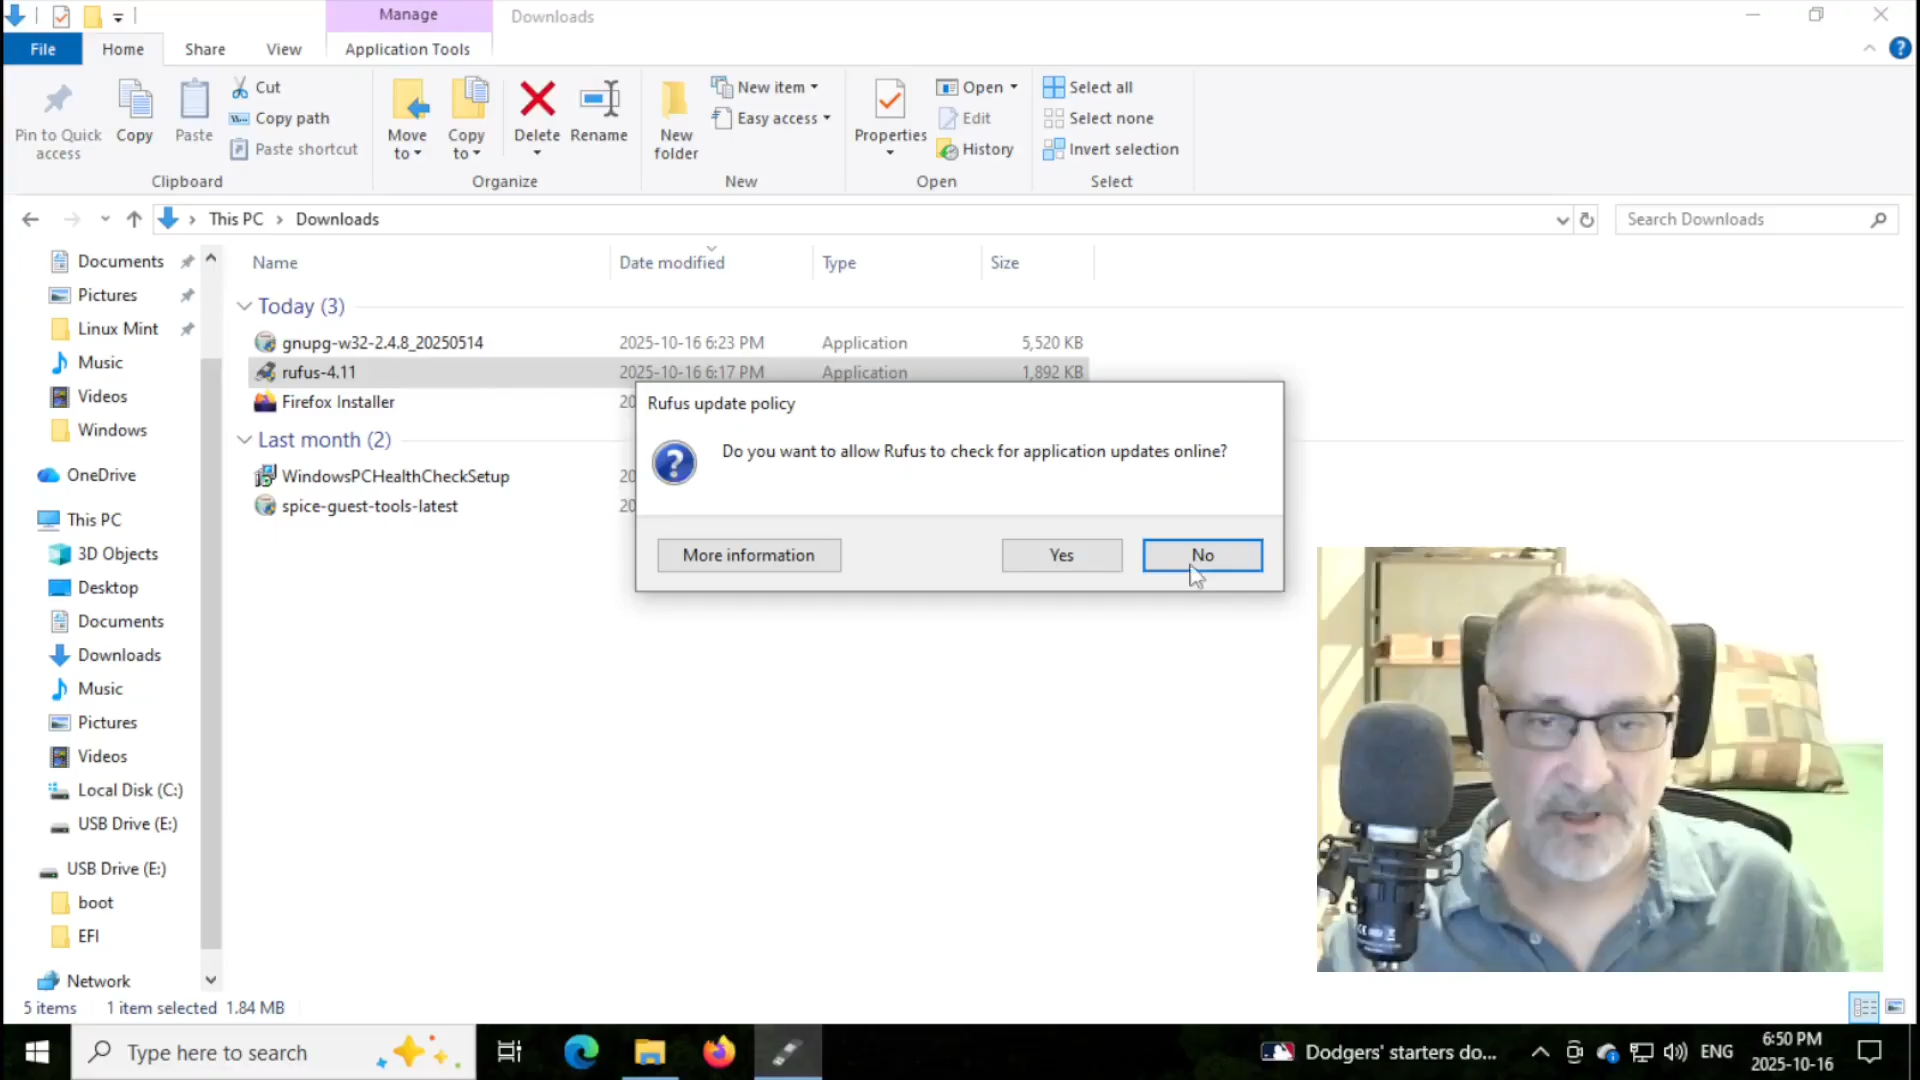 Manage
Downloads
File
Home
Share
View
Application Tools
Pin to Quick access
Copy
Paste
Cut
Copy path
Paste shortcut
Clipboard
Move to
Copy to
Delete
Rename
Organize
New folder
New item
Easy access
New
Properties
Open
Edit
History
Open
Select all
Select none
Invert selection
Select
This PC > Downloads
Search Downloads
Documents
Pictures
Linux Mint
Music
Videos
Windows
OneDrive
This PC
3D Objects
Desktop
Documents
Downloads
Music
Pictures
Videos
Local Disk (C:)
USB Drive (E:)
USB Drive (E:)
boot
EFI
Network
Name Date modified Type Size
Today (3)
gnupg-w32-2.4.8_20250514 2025-10-16 6:23 PM Application 5,520 KB
rufus-4.11 2025-10-16 6:17 PM Application 1,892 KB
Firefox Installer 20
Last month (2)
WindowsPCHealthCheckSetup 20
spice-guest-tools-latest 20
Rufus update policy
Do you want to allow Rufus to check for application updates online?
More information
Yes
No
5 items 1 item selected 1.84 MB
Type here to search
Dodgers' starters do...
ENG
6:50 PM
2025-10-16